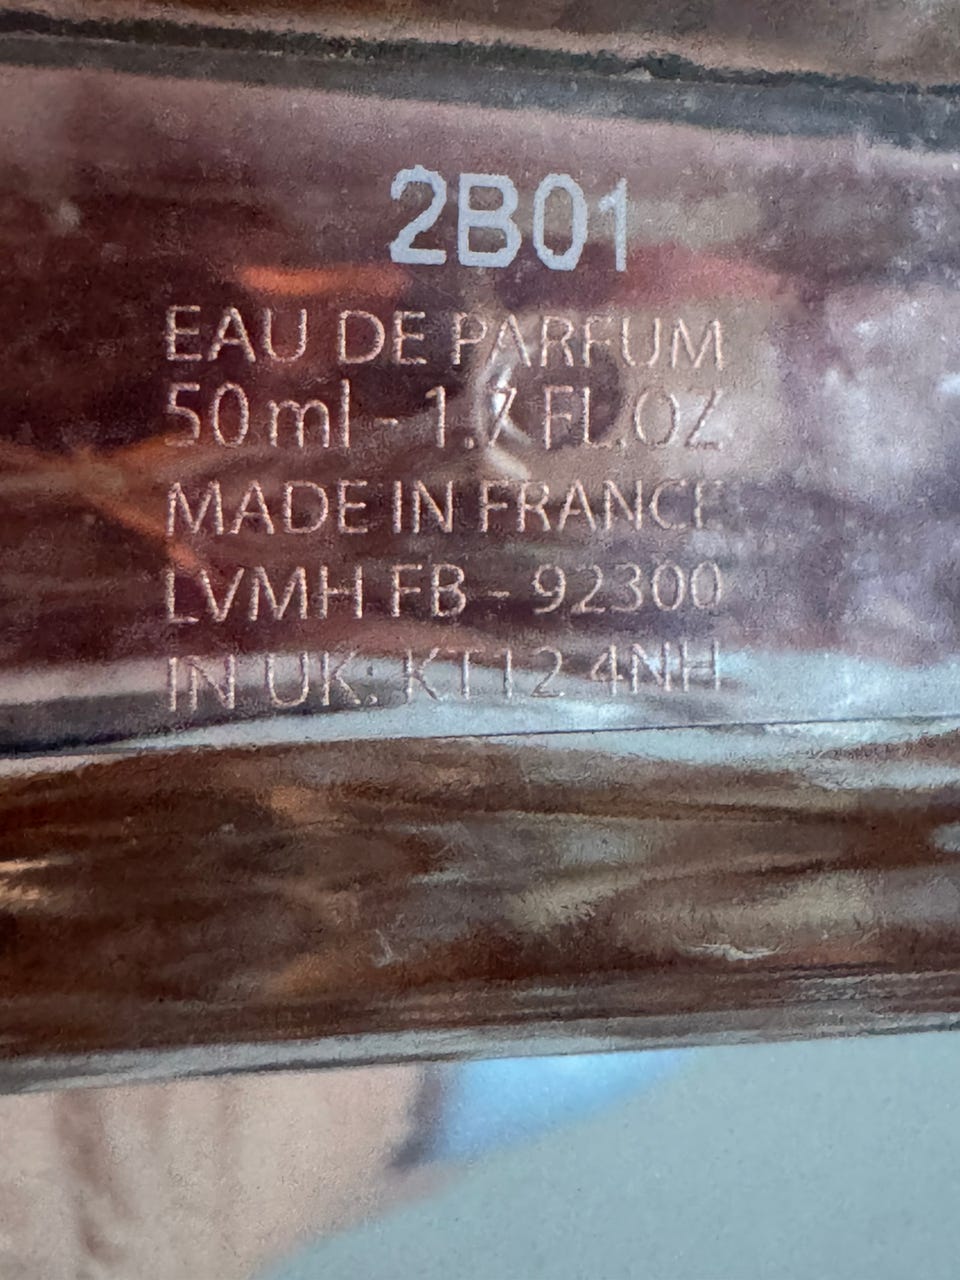 2B01
EAU DE PARFUM
50 ml - 1.7 FL.OZ
MADE IN FRANCE
LVMH FB - 92300
IN UK: KT12 4NH